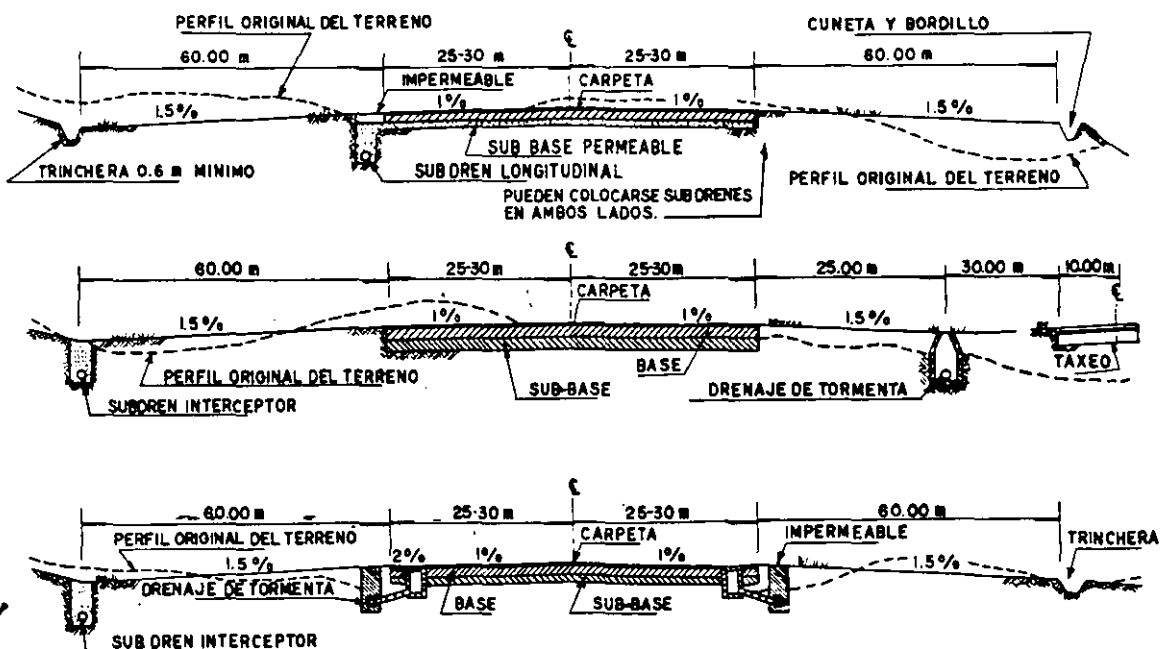 PERFIL ORIGINAL DEL TERRENO
CUNETA Y BORDILLO
℄
60.00 m
25-30 m
25-30 m
60.00 m
IMPERMEABLE
CARPETA
1.5%
1%
1%
1.5%
SUB BASE PERMEABLE
TRINCHERA 0.6 m MINIMO
SUB DREN LONGITUDINAL
PERFIL ORIGINAL DEL TERRENO
PUEDEN COLOCARSE SUB DRENES
EN AMBOS LADOS.
℄
60.00 m
25-30 m
25-30 m
25.00 m
30.00 m
10.00 m
℄
CARPETA
1.5%
1%
1%
1.5%
BASE
TAXEO
PERFIL ORIGINAL DEL TERRENO
SUB-BASE
DRENAJE DE TORMENTA
SUBDREN INTERCEPTOR
℄
60.00 m
25-30 m
25-30 m
60.00 m
PERFIL ORIGINAL DEL TERRENO
CARPETA
IMPERMEABLE
TRINCHERA
1.5%
2%
1%
1%
1.5%
DRENAJE DE TORMENTA
BASE
SUB-BASE
SUB DREN INTERCEPTOR